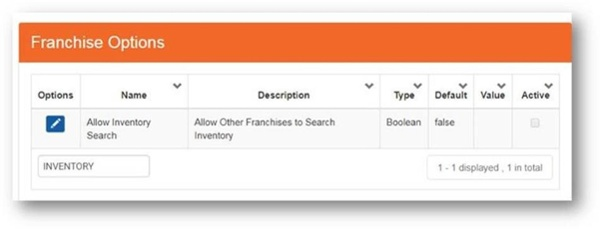 Franchise Options
Options Name Description Type Default Value Active
Allow Inventory Search Allow Other Franchises to Search Inventory Boolean false
INVENTORY 1 - 1 displayed , 1 in total